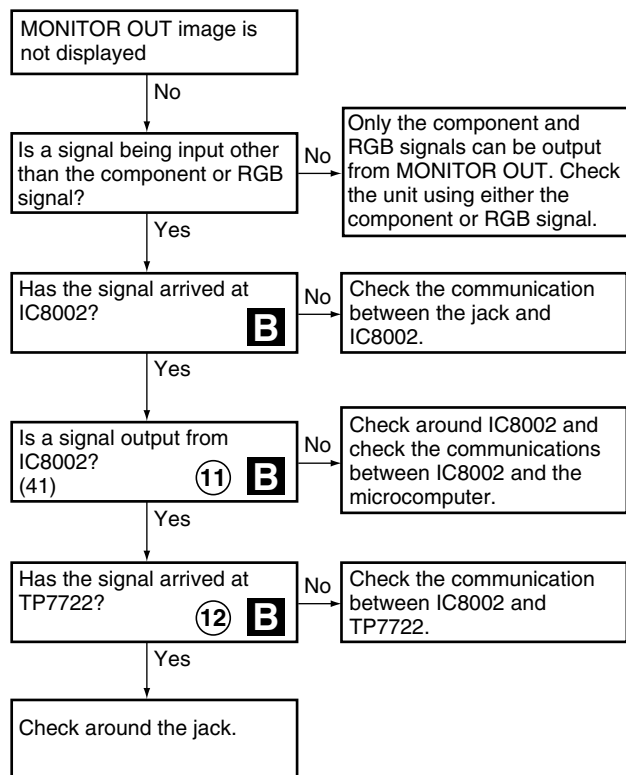 MONITOR OUT image is
not displayed
No
Is a signal being input other
than the component or RGB
signal?
No
Only the component and
RGB signals can be output
from MONITOR OUT. Check
the unit using either the
component or RGB signal.
Yes
Has the signal arrived at
IC8002?
B
No
Check the communication
between the jack and
IC8002.
Yes
Is a signal output from
IC8002?
(41)
11 B
No
Check around IC8002 and
check the communications
between IC8002 and the
microcomputer.
Yes
Has the signal arrived at
TP7722?
12 B
No
Check the communication
between IC8002 and
TP7722.
Yes
Check around the jack.